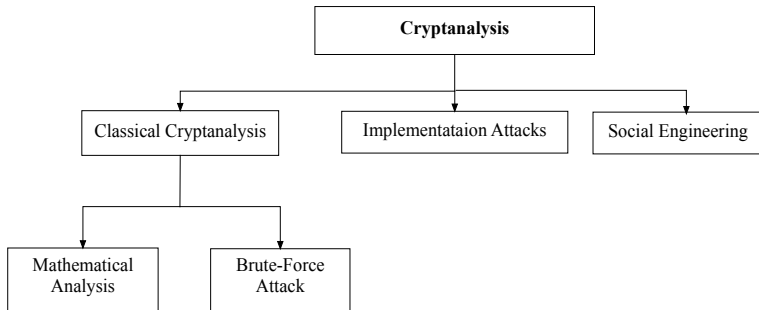 Cryptanalysis
Classical Cryptanalysis
Implementataion Attacks
Social Engineering
Mathematical
Analysis
Brute-Force
Attack